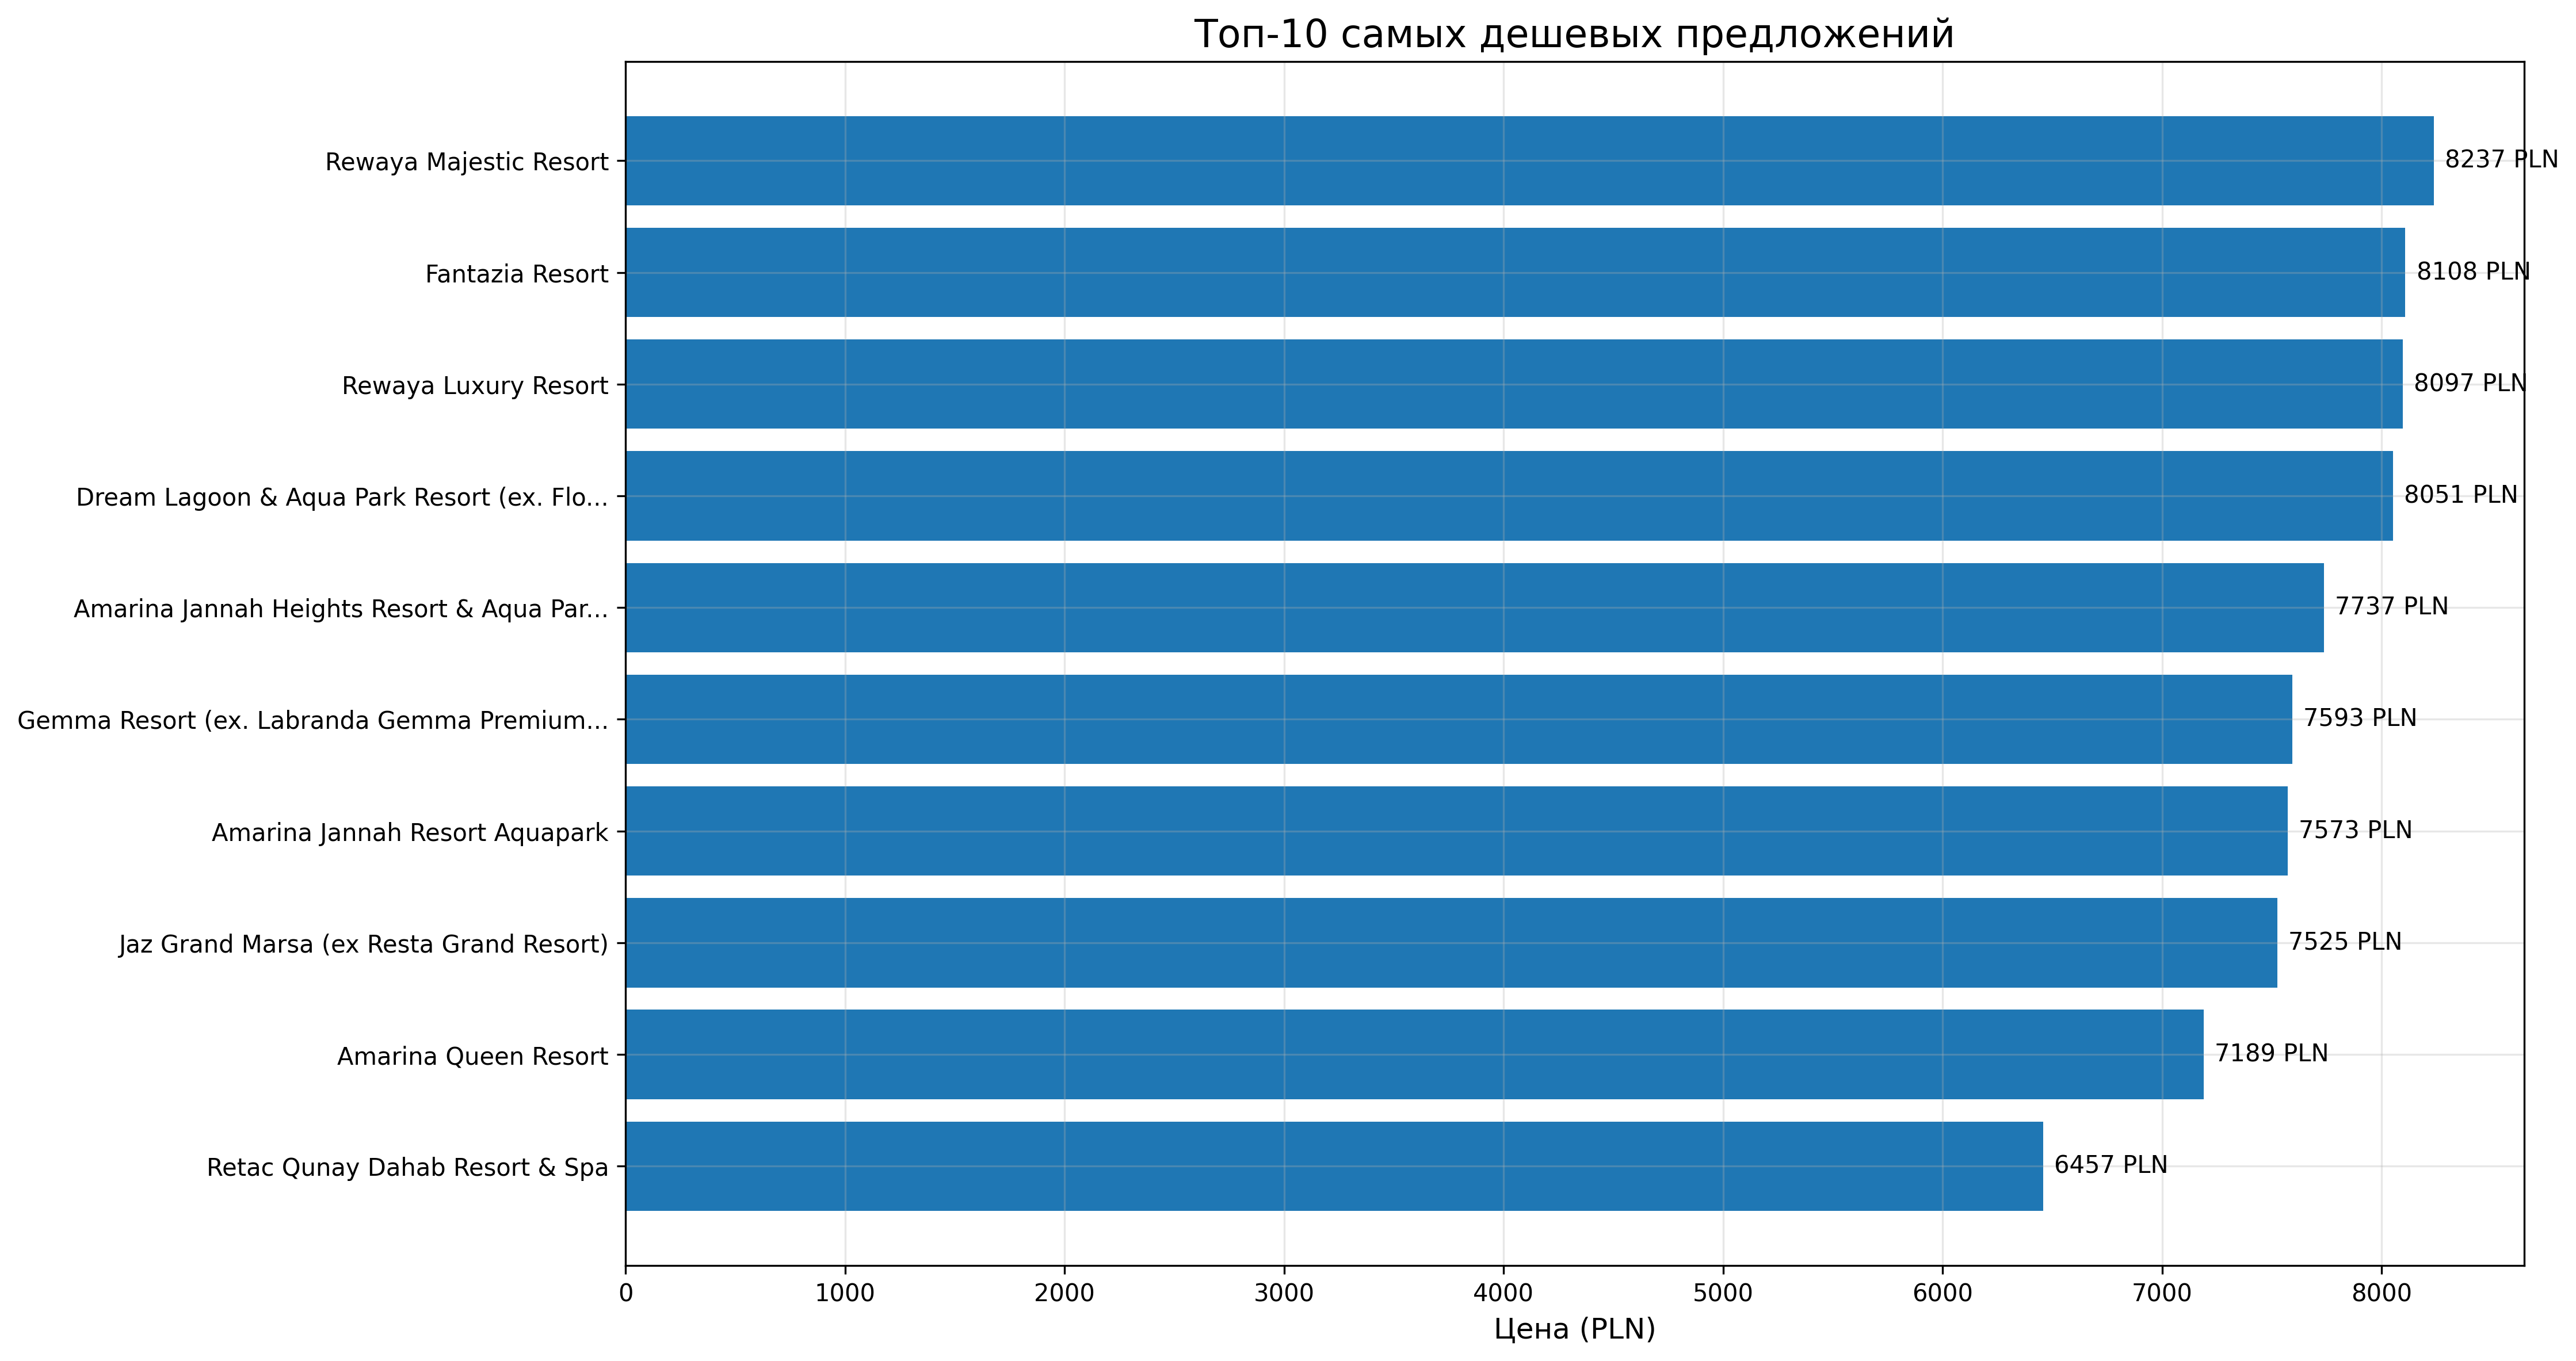 Топ-10 самых дешевых предложений
Rewaya Majestic Resort 8237 PLN
Fantazia Resort 8108 PLN
Rewaya Luxury Resort 8097 PLN
Dream Lagoon & Aqua Park Resort (ex. Flo... 8051 PLN
Amarina Jannah Heights Resort & Aqua Par... 7737 PLN
Gemma Resort (ex. Labranda Gemma Premium... 7593 PLN
Amarina Jannah Resort Aquapark 7573 PLN
Jaz Grand Marsa (ex Resta Grand Resort) 7525 PLN
Amarina Queen Resort 7189 PLN
Retac Qunay Dahab Resort & Spa 6457 PLN
0 1000 2000 3000 4000 5000 6000 7000 8000
Цена (PLN)